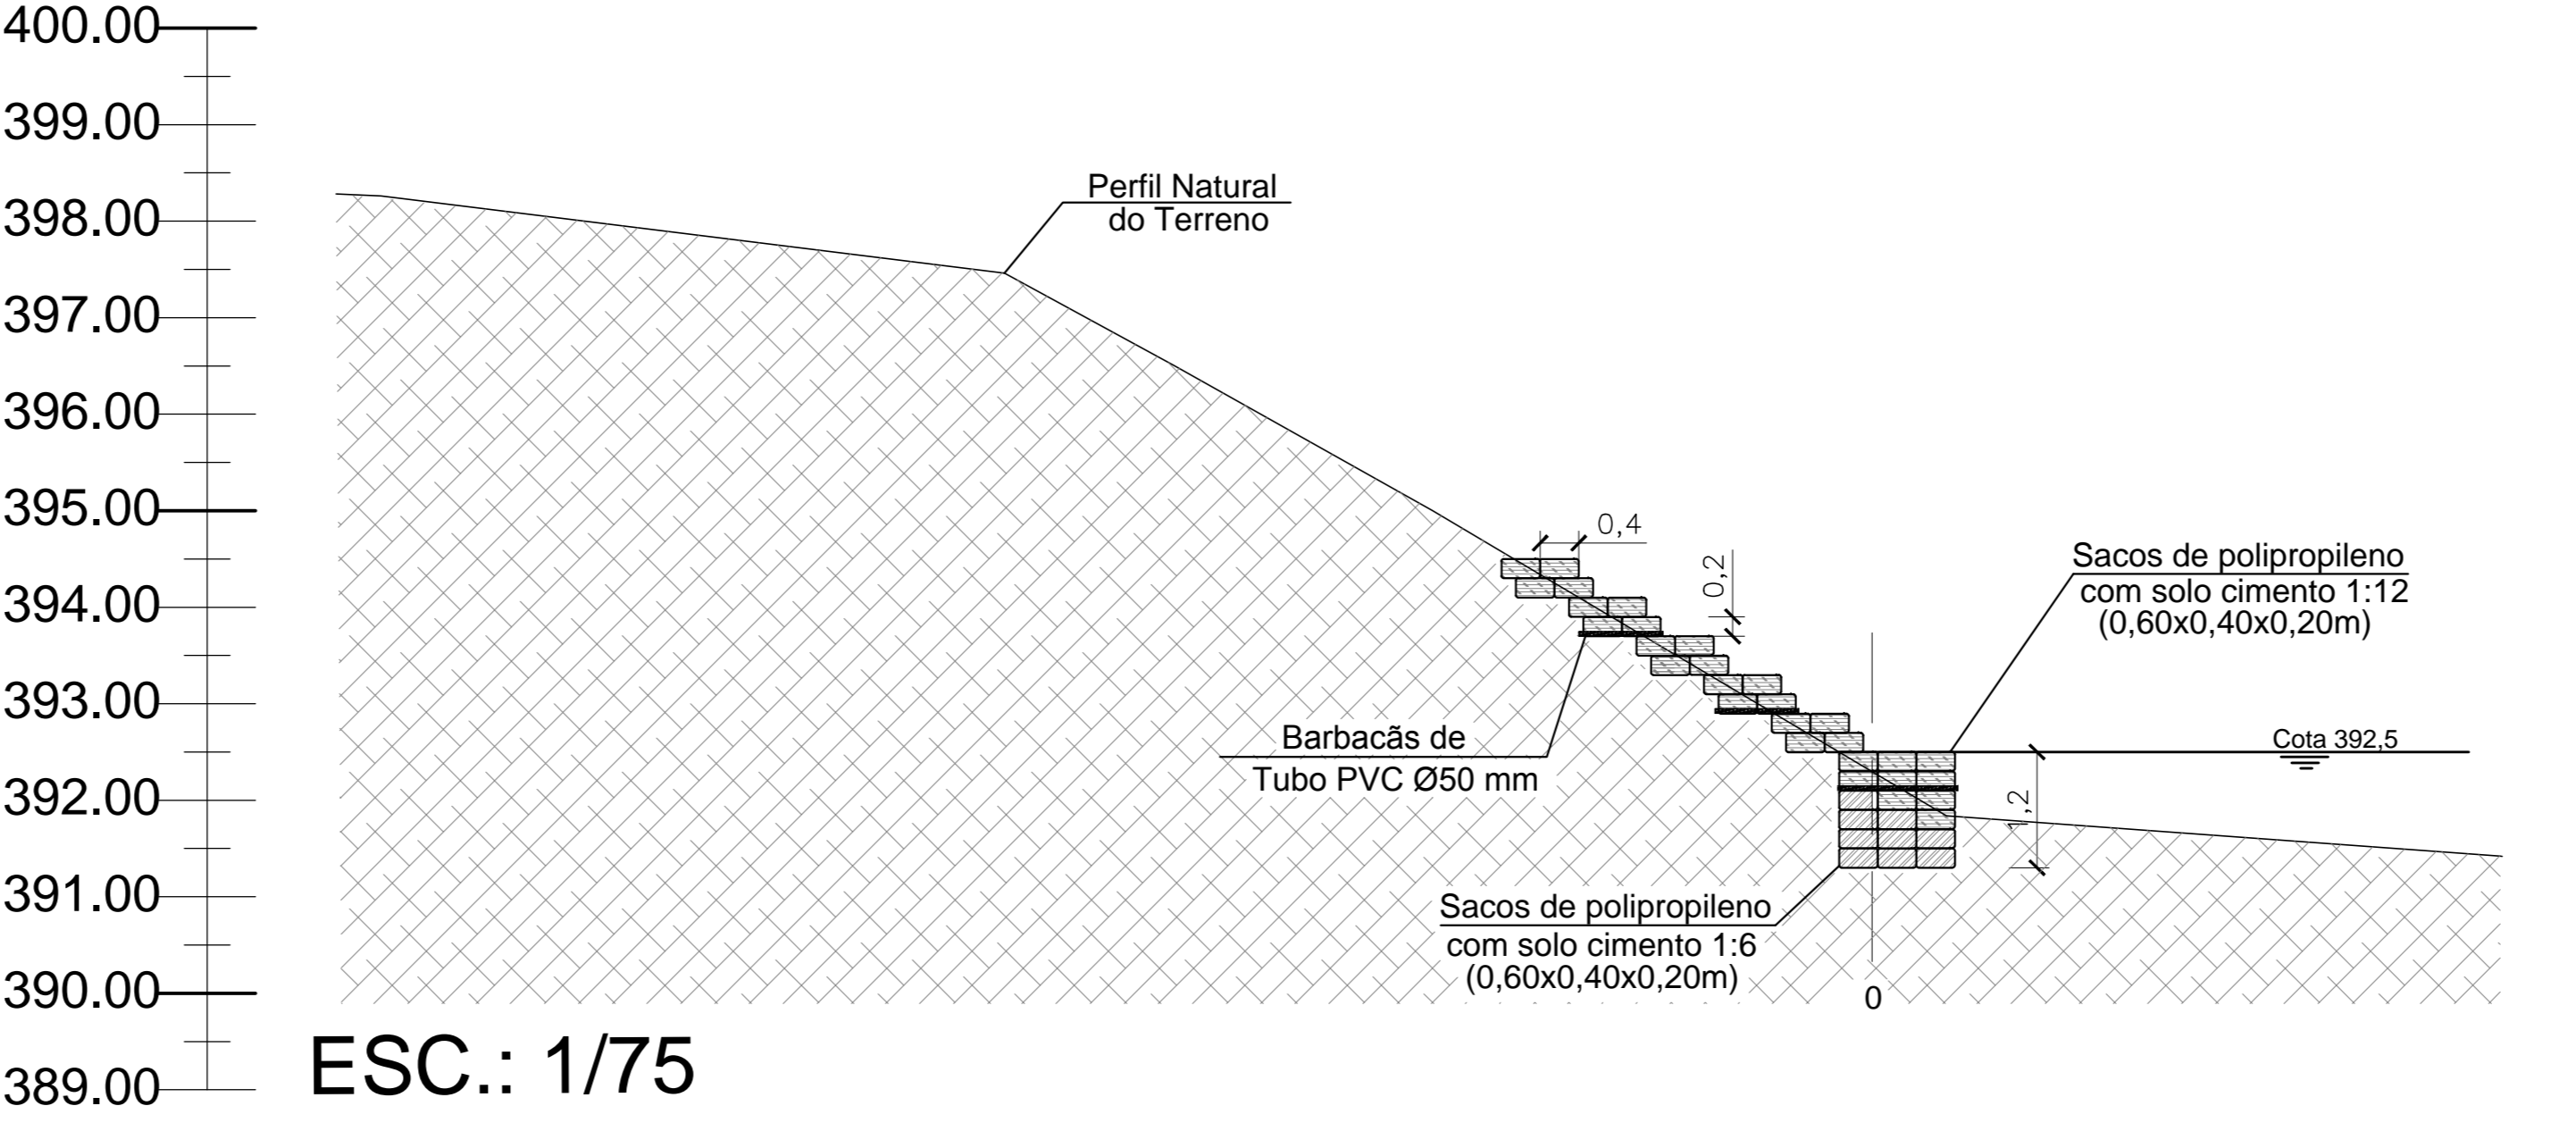 400.00
399.00
398.00
397.00
396.00
395.00
394.00
393.00
392.00
391.00
390.00
389.00
Perfil Natural
do Terreno
0,4
0,2
Sacos de polipropileno
com solo cimento 1:12
(0,60x0,40x0,20m)
Barbacãs de
Tubo PVC Ø50 mm
Cota 392,5
1,2
Sacos de polipropileno
com solo cimento 1:6
(0,60x0,40x0,20m)
0
ESC.: 1/75